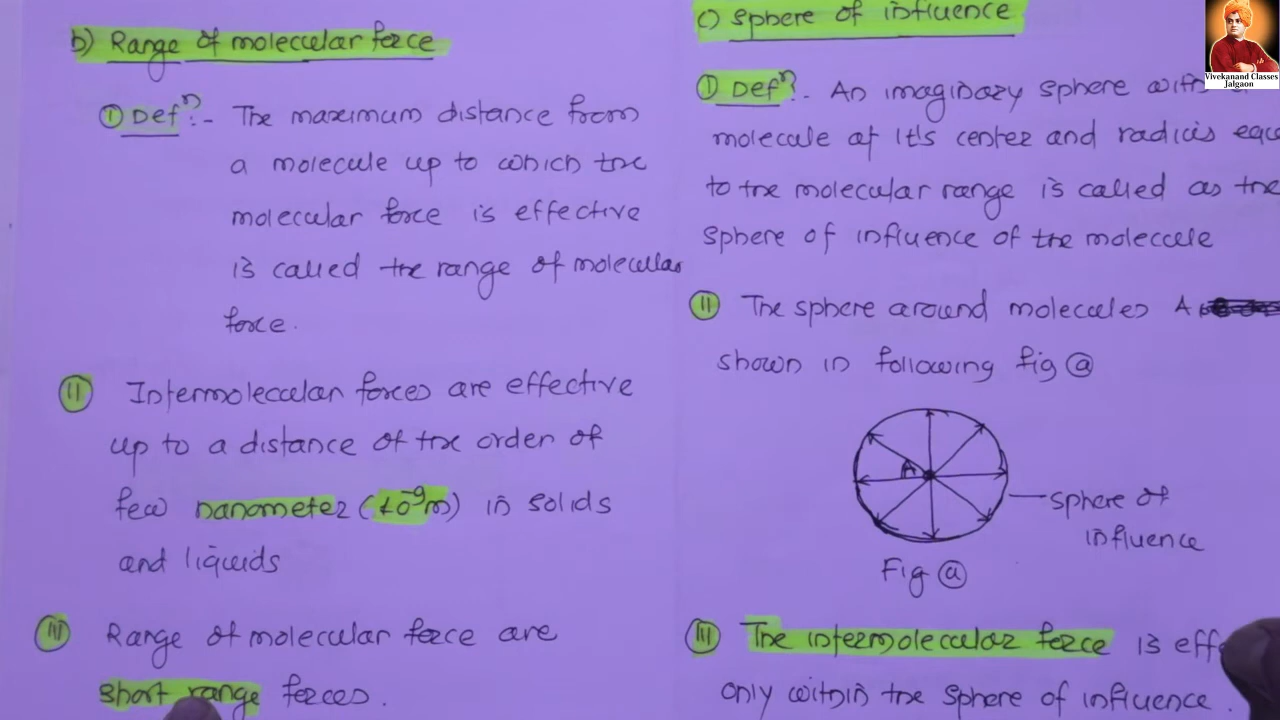 b) Range of molecular force
I Defn:- The maximum distance from
a molecule up to which the
molecular force is effective
is called the range of molecular
force.
II Intermolecular forces are effective
up to a distance of the order of
few nanometer (10⁻⁹m) in solids
and liquids
III Range of molecular force are
short range forces.
c) Sphere of influence
I Defn:- An imaginary sphere with
molecule at it's center and radius equ
to the molecular range is called as the
sphere of influence of the molecule
II The sphere around molecules A
shown in following fig ⓐ
A
sphere of
influence
Fig ⓐ
III The intermolecular force is eff
only within the sphere of influence.
Vivekanand Classes
Jalgaon